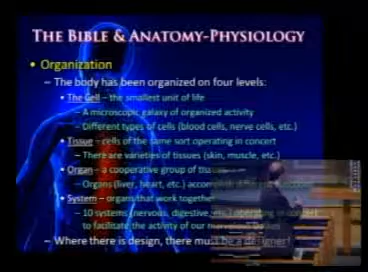 THE BIBLE & ANATOMY-PHYSIOLOGY
• Organization
– The body has been organized on four levels:
• The Cell – the smallest unit of life
– A microscopic galaxy of organized activity
– Different types of cells (blood cells, nerve cells, etc.)
• Tissue – cells of the same sort operating in concert
– There are varieties of tissues (skin, muscle, etc.)
• Organ – a cooperative group of
– Organs (liver, heart, etc.)
• System – organs that work together
– 10 systems (nervous, digestive, etc.) operating in concert
to facilitate the activity of our
– Where there is design, there must be a designer!